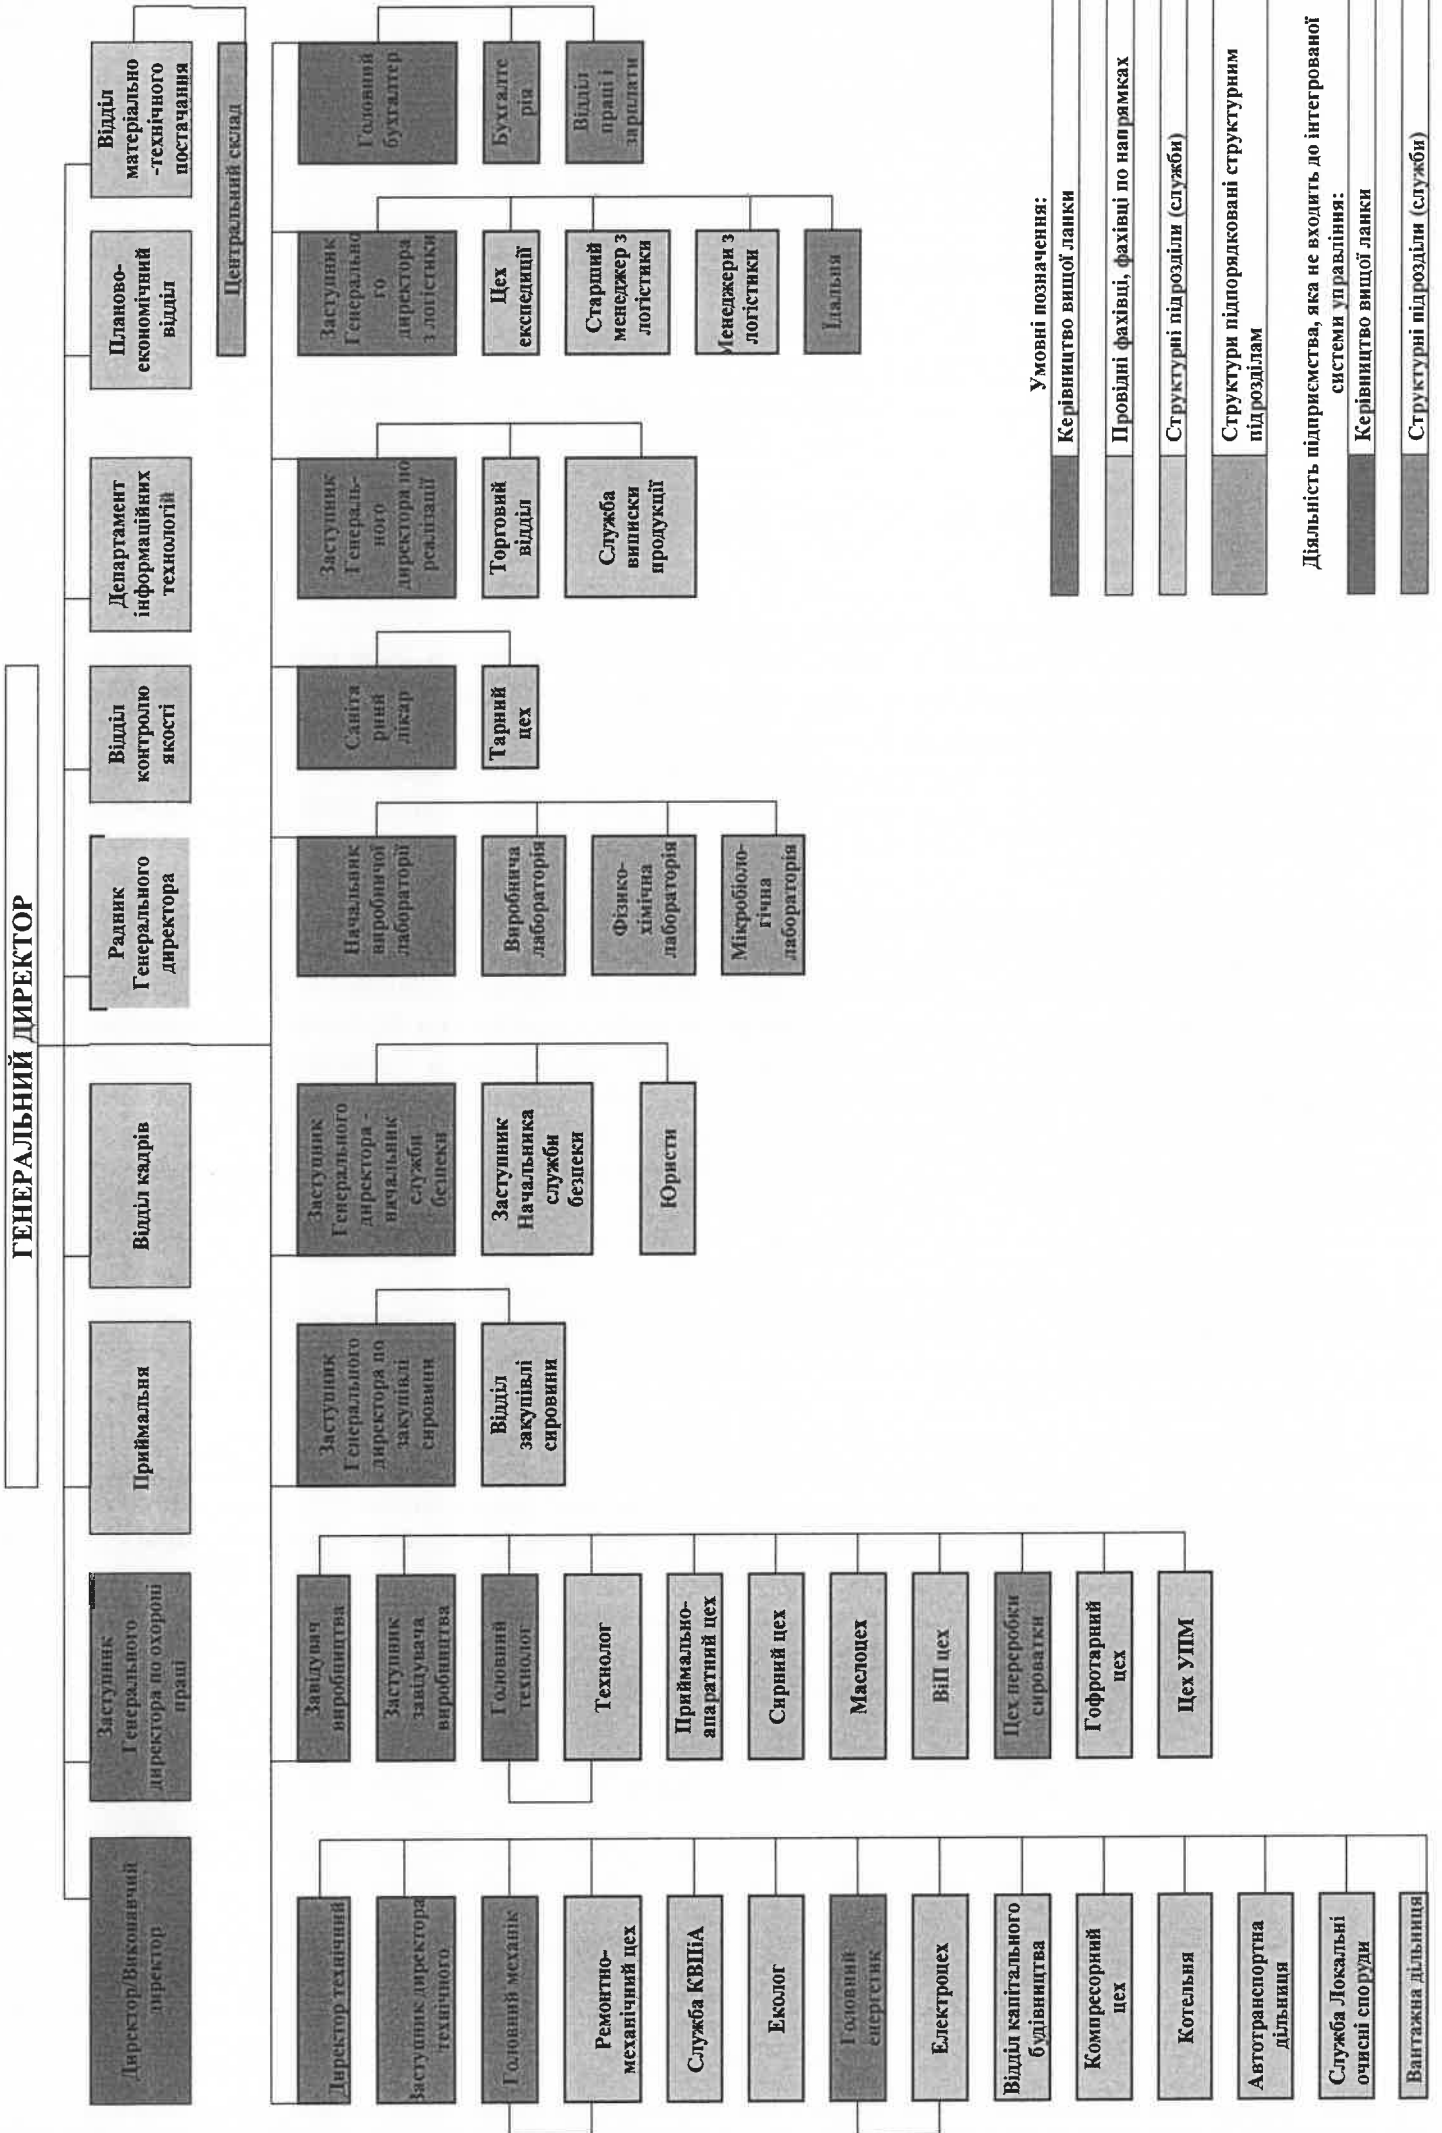 ГЕНЕРАЛЬНИЙ ДИРЕКТОР
Директор/Виконавчий
директор
Заступник
Генерального
директора по охороні
праці
Приймальня
Відділ кадрів
Радник
Генерального
директора
Відділ
контролю
якості
Департамент
інформаційних
технологій
Планово-
економічний
відділ
Відділ
матеріально
-технічного
постачання
Центральний склад
Директор технічний
Заступник директора
технічного
Головний механік
Ремонтно-
механічний цех
Служба КВПіА
Еколог
Головний
енергетик
Електроцех
Відділ капітального
будівництва
Компресорний
цех
Котельня
Автотранспортна
дільниця
Служба Локальні
очисні споруди
Вантажна дільниця
Завідувач
виробництва
Заступник
завідувача
виробництва
Головний
технолог
Технолог
Приймально-
апаратний цех
Сирний цех
Маслоцех
ВіП цех
Цех переробки
сироватки
Гофротарний
цех
Цех УПМ
Заступник
Генерального
директора по
закупівлі
сировини
Відділ
закупівлі
сировини
Заступник
Генерального
директора -
начальник
служби
безпеки
Заступник
Начальника
служби
безпеки
Юристи
Начальник
виробничої
лабораторії
Виробнича
лабораторія
Фізико-
хімічна
лабораторія
Мікробіоло-
гічна
лабораторія
Саніта
рний
лікар
Тарний
цех
Заступник
Генераль-
ного
директора по
реалізації
Торговий
відділ
Служба
виписки
продукції
Заступник
Генерально
го
директора
з логістики
Цех
експедиції
Старший
менеджер з
логістики
Менеджери з
логістики
Їдальня
Головний
бухгалтер
Бухгалте
рія
Відділ
праці і
зарплати
Умовні позначення:
Керівництво вищої ланки
Провідні фахівці, фахівці по напрямках
Структурні підрозділи (служби)
Структури підпорядковані структурним
підрозділам
Діяльність підприємства, яка не входить до інтегрованої
системи управління:
Керівництво вищої ланки
Структурні підрозділи (служби)